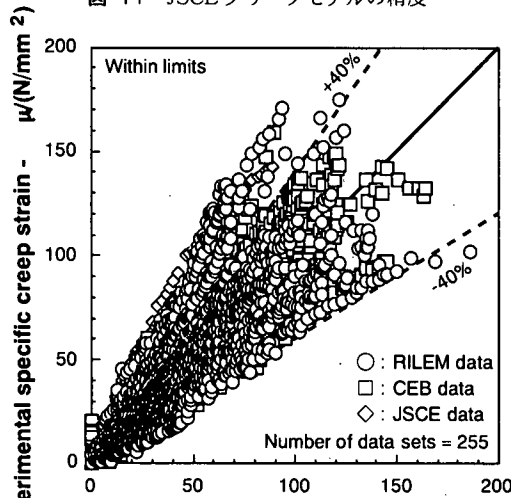 JSCEクリープモデルの精度
erimental specific creep strain - μ/(N/mm²)
200
150
100
50
0
Within limits
+40%
-40%
○ : RILEM data
□ : CEB data
◇ : JSCE data
Number of data sets = 255
0
50
100
150
200